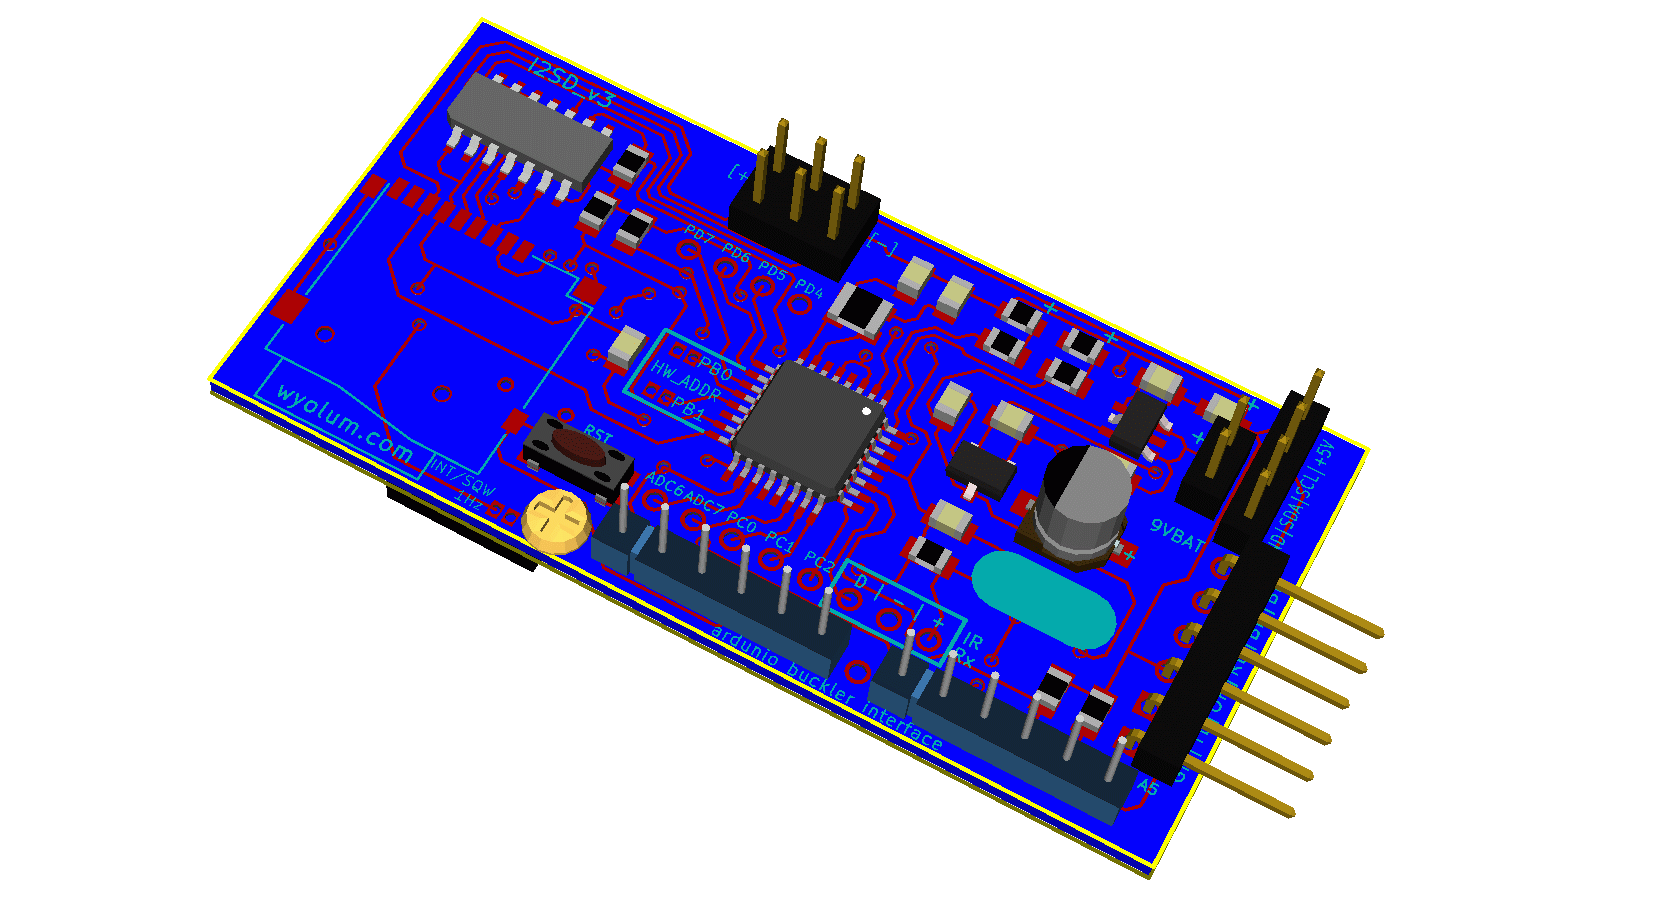 I2SD_v3
[+
[-]
PD7 PD6 PD5 PD4
PB0
HW_ADDR
PB1
wyolum.com
RST
INT/SQW
1Hz
ADC6 ADC7 PC0 PC1 PC2
D | - | +
IR
Rx
9VBAT
|SDA|SCL|+5V
ardunio buckler interface
A5